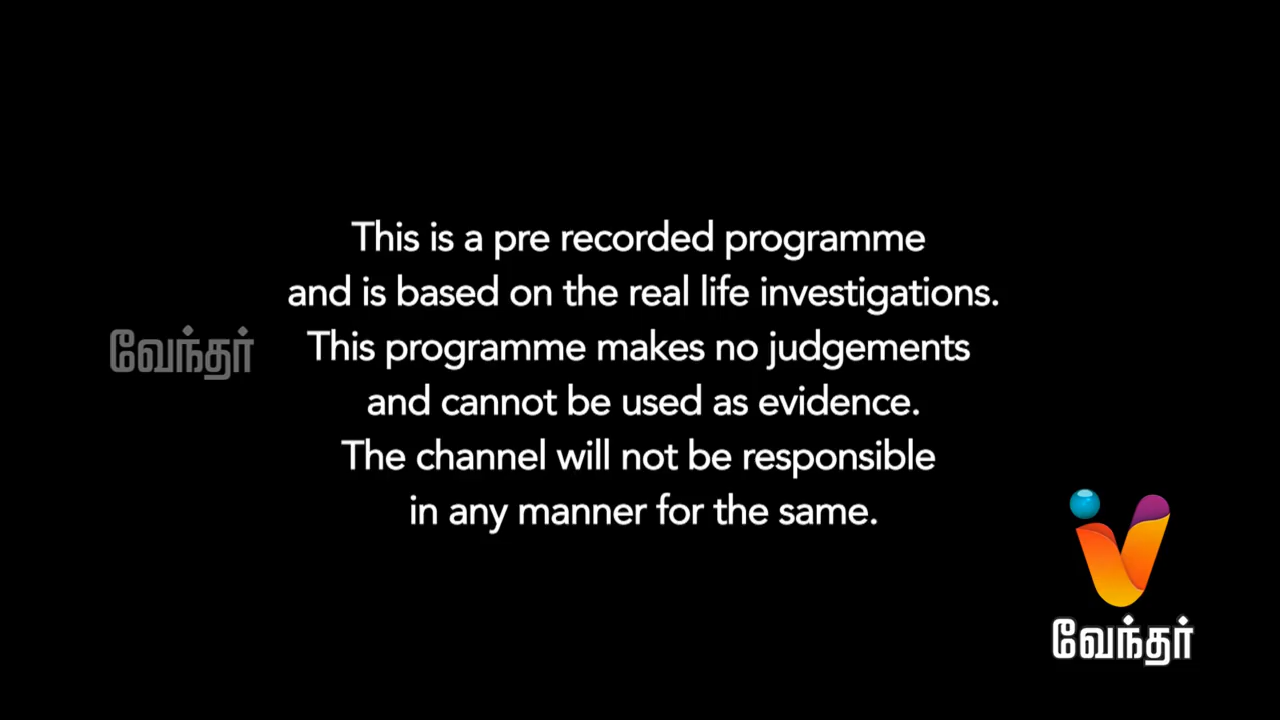 This is a pre recorded programme
and is based on the real life investigations.
வேந்தர்
This programme makes no judgements
and cannot be used as evidence.
The channel will not be responsible
in any manner for the same.
வேந்தர்